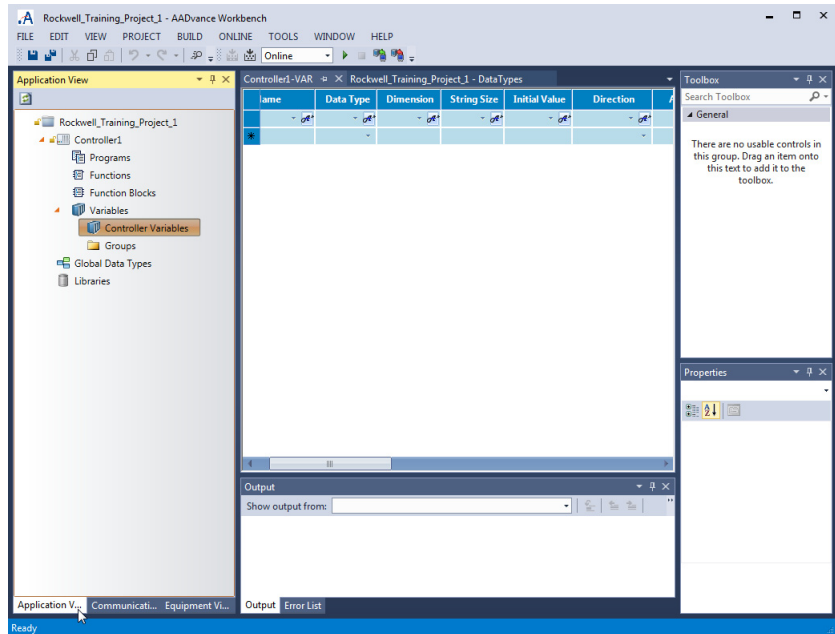 Rockwell_Training_Project_1 - AADvance Workbench
FILE EDIT VIEW PROJECT BUILD ONLINE TOOLS WINDOW HELP
Online
Application View
Rockwell_Training_Project_1
Controller1
Programs
Functions
Function Blocks
Variables
Controller Variables
Groups
Global Data Types
Libraries
Application V... Communicati... Equipment Vi...
Controller1-VAR Rockwell_Training_Project_1 - DataTypes
lame Data Type Dimension String Size Initial Value Direction
Output
Show output from:
Output Error List
Toolbox
Search Toolbox
General
There are no usable controls in
this group. Drag an item onto
this text to add it to the
toolbox.
Properties
Ready